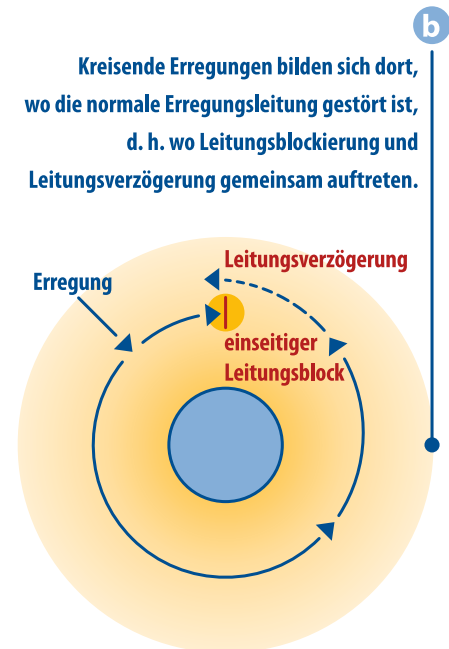 b
Kreisende Erregungen bilden sich dort,
wo die normale Erregungsleitung gestört ist,
d. h. wo Leitungsblockierung und
Leitungsverzögerung gemeinsam auftreten.
Leitungsverzögerung
Erregung
einseitiger
Leitungsblock